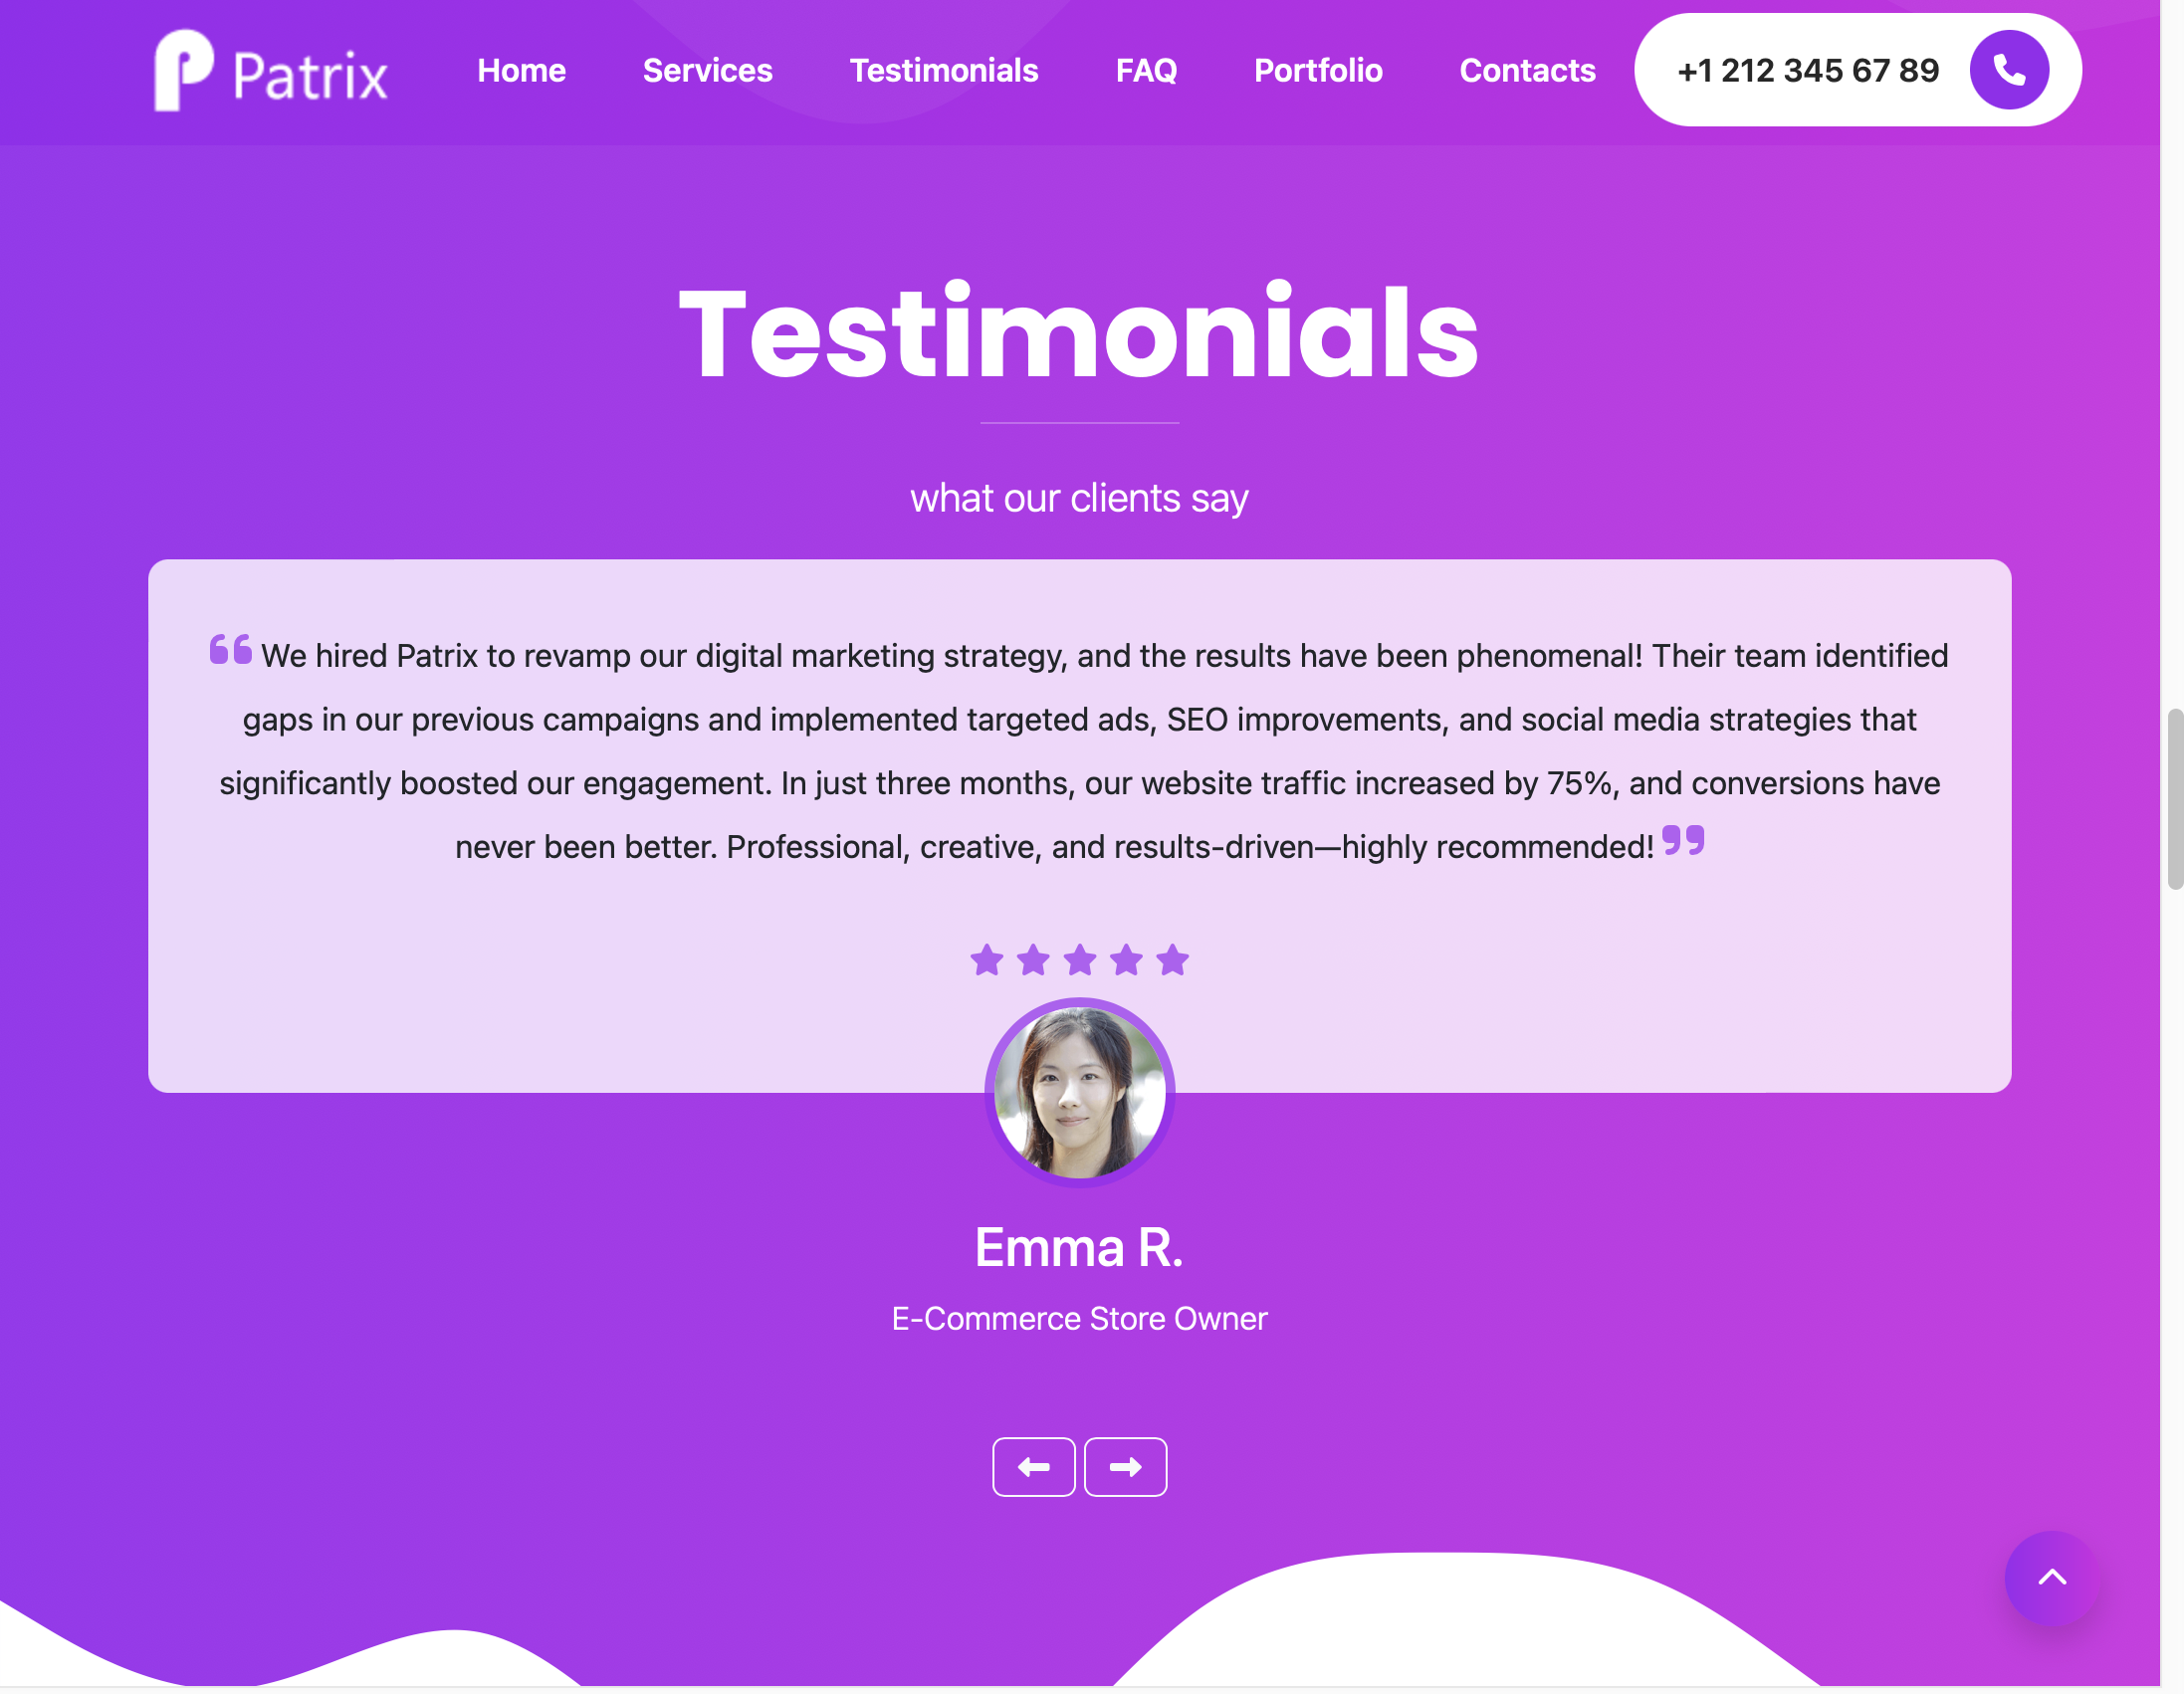 Patrix
Home Services Testimonials FAQ Portfolio Contacts +1 212 345 67 89
Testimonials
what our clients say
We hired Patrix to revamp our digital marketing strategy, and the results have been phenomenal! Their team identified
gaps in our previous campaigns and implemented targeted ads, SEO improvements, and social media strategies that
significantly boosted our engagement. In just three months, our website traffic increased by 75%, and conversions have
never been better. Professional, creative, and results-driven—highly recommended!
Emma R.
E-Commerce Store Owner